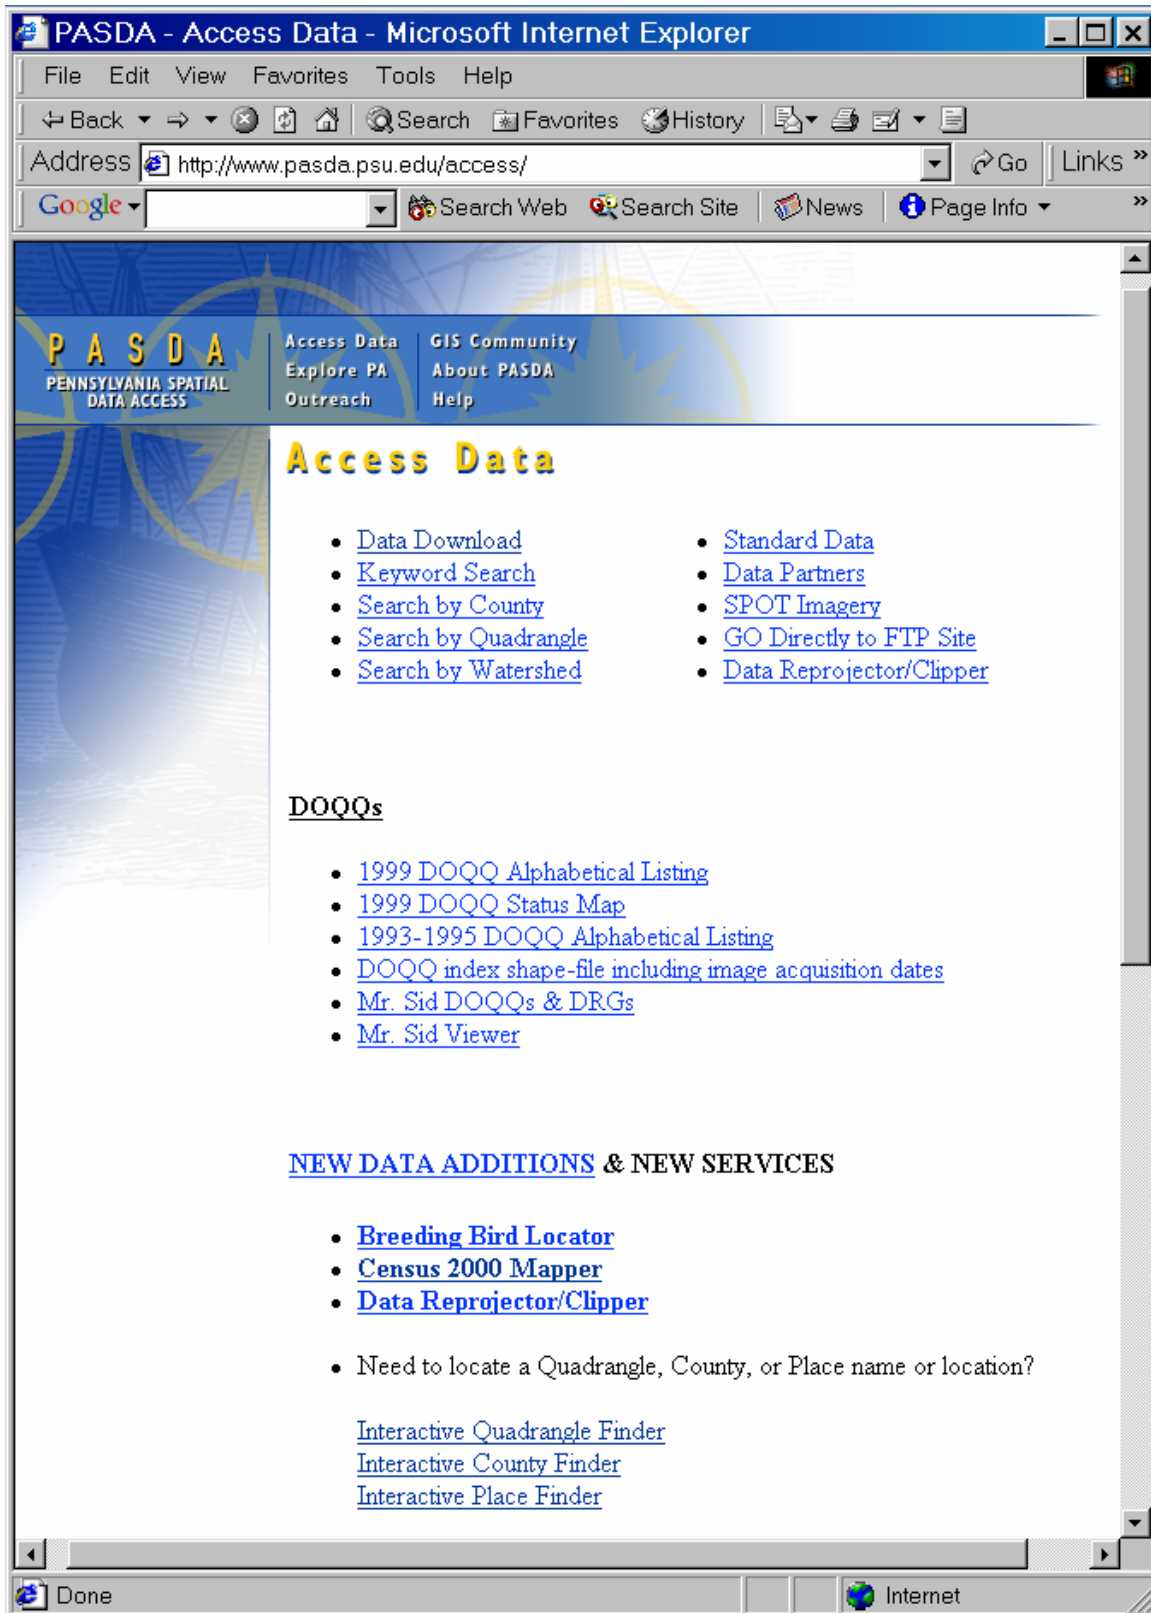 PASDA - Access Data - Microsoft Internet Explorer
File Edit View Favorites Tools Help
Back Search Favorites History
Address http://www.pasda.psu.edu/access/ Go Links »
Google Search Web Search Site News Page Info »
PASDA
PENNSYLVANIA SPATIAL
DATA ACCESS
Access Data
Explore PA
Outreach
GIS Community
About PASDA
Help
Access Data
• Data Download
• Keyword Search
• Search by County
• Search by Quadrangle
• Search by Watershed
• Standard Data
• Data Partners
• SPOT Imagery
• GO Directly to FTP Site
• Data Reprojector/Clipper
DOQQs
• 1999 DOQQ Alphabetical Listing
• 1999 DOQQ Status Map
• 1993-1995 DOQQ Alphabetical Listing
• DOQQ index shape-file including image acquisition dates
• Mr. Sid DOQQs & DRGs
• Mr. Sid Viewer
NEW DATA ADDITIONS & NEW SERVICES
• Breeding Bird Locator
• Census 2000 Mapper
• Data Reprojector/Clipper
• Need to locate a Quadrangle, County, or Place name or location?
Interactive Quadrangle Finder
Interactive County Finder
Interactive Place Finder
Done Internet